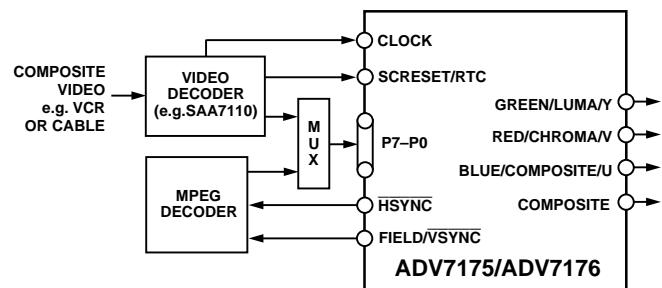 COMPOSITE
VIDEO
e.g. VCR
OR CABLE
VIDEO
DECODER
(e.g.SAA7110)
MPEG
DECODER
M
U
X
CLOCK
SCRESET/RTC
P7–P0
HSYNC
FIELD/VSYNC
GREEN/LUMA/Y
RED/CHROMA/V
BLUE/COMPOSITE/U
COMPOSITE
ADV7175/ADV7176